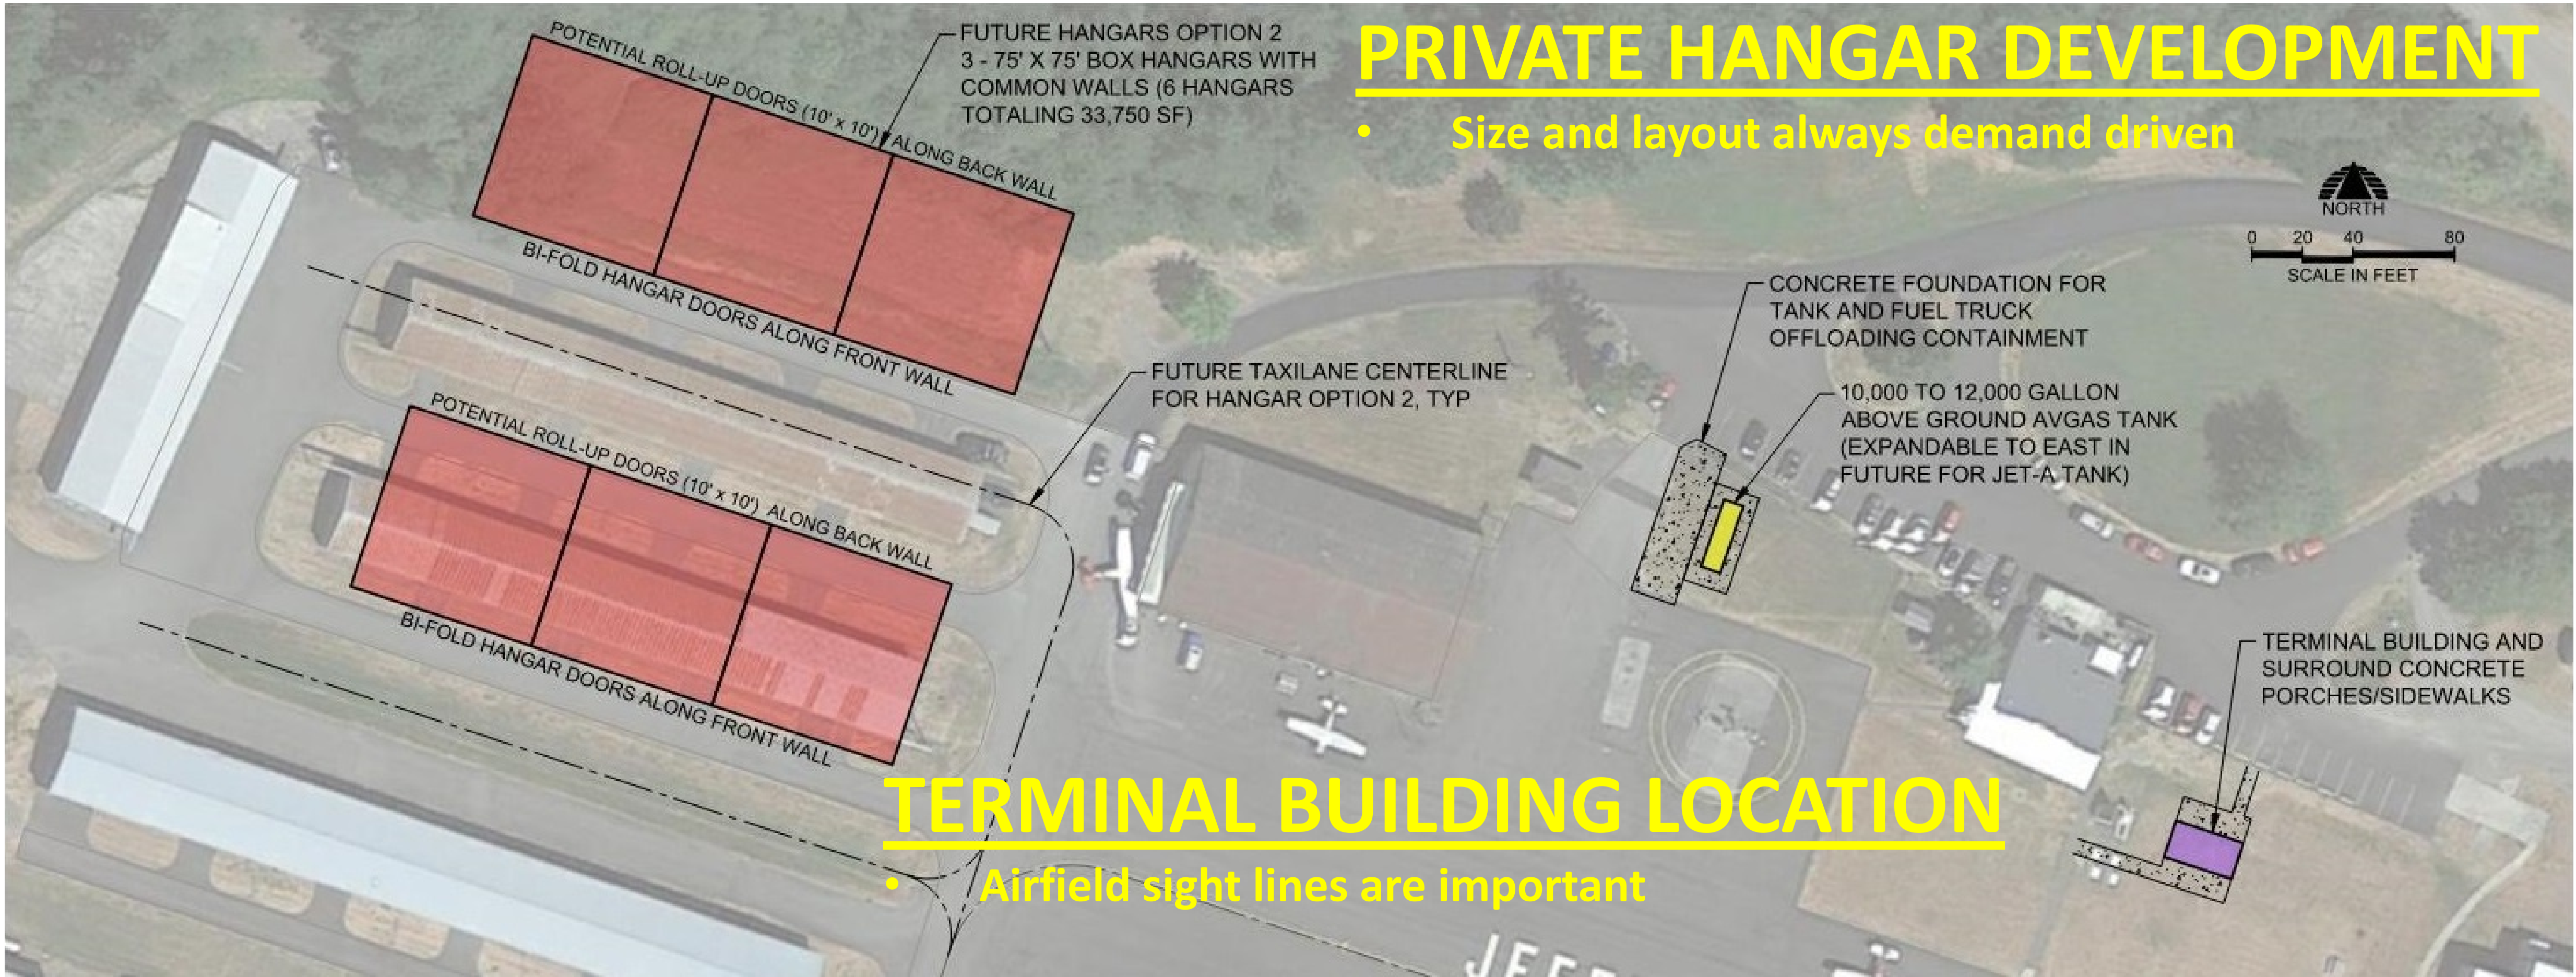 PRIVATE HANGAR DEVELOPMENT
• Size and layout always demand driven
FUTURE HANGARS OPTION 2
3 - 75' X 75' BOX HANGARS WITH
COMMON WALLS (6 HANGARS
TOTALING 33,750 SF)
POTENTIAL ROLL-UP DOORS (10' x 10') ALONG BACK WALL
BI-FOLD HANGAR DOORS ALONG FRONT WALL
NORTH
0 20 40 80
SCALE IN FEET
CONCRETE FOUNDATION FOR
TANK AND FUEL TRUCK
OFFLOADING CONTAINMENT
FUTURE TAXILANE CENTERLINE
FOR HANGAR OPTION 2, TYP
10,000 TO 12,000 GALLON
ABOVE GROUND AVGAS TANK
(EXPANDABLE TO EAST IN
FUTURE FOR JET-A TANK)
POTENTIAL ROLL-UP DOORS (10' x 10') ALONG BACK WALL
BI-FOLD HANGAR DOORS ALONG FRONT WALL
TERMINAL BUILDING AND
SURROUND CONCRETE
PORCHES/SIDEWALKS
TERMINAL BUILDING LOCATION
• Airfield sight lines are important